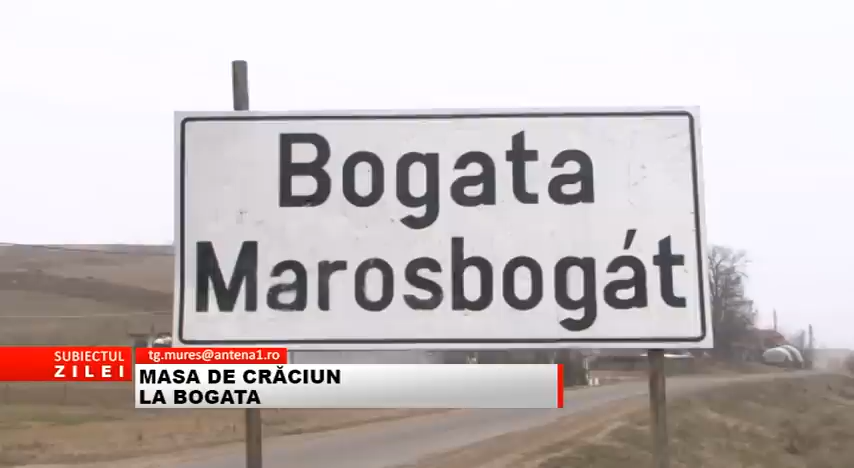 Bogata
Marosbogát
SUBIECTUL
ZILEI
tg.mures@antena1.ro
MASA DE CRĂCIUN
LA BOGATA